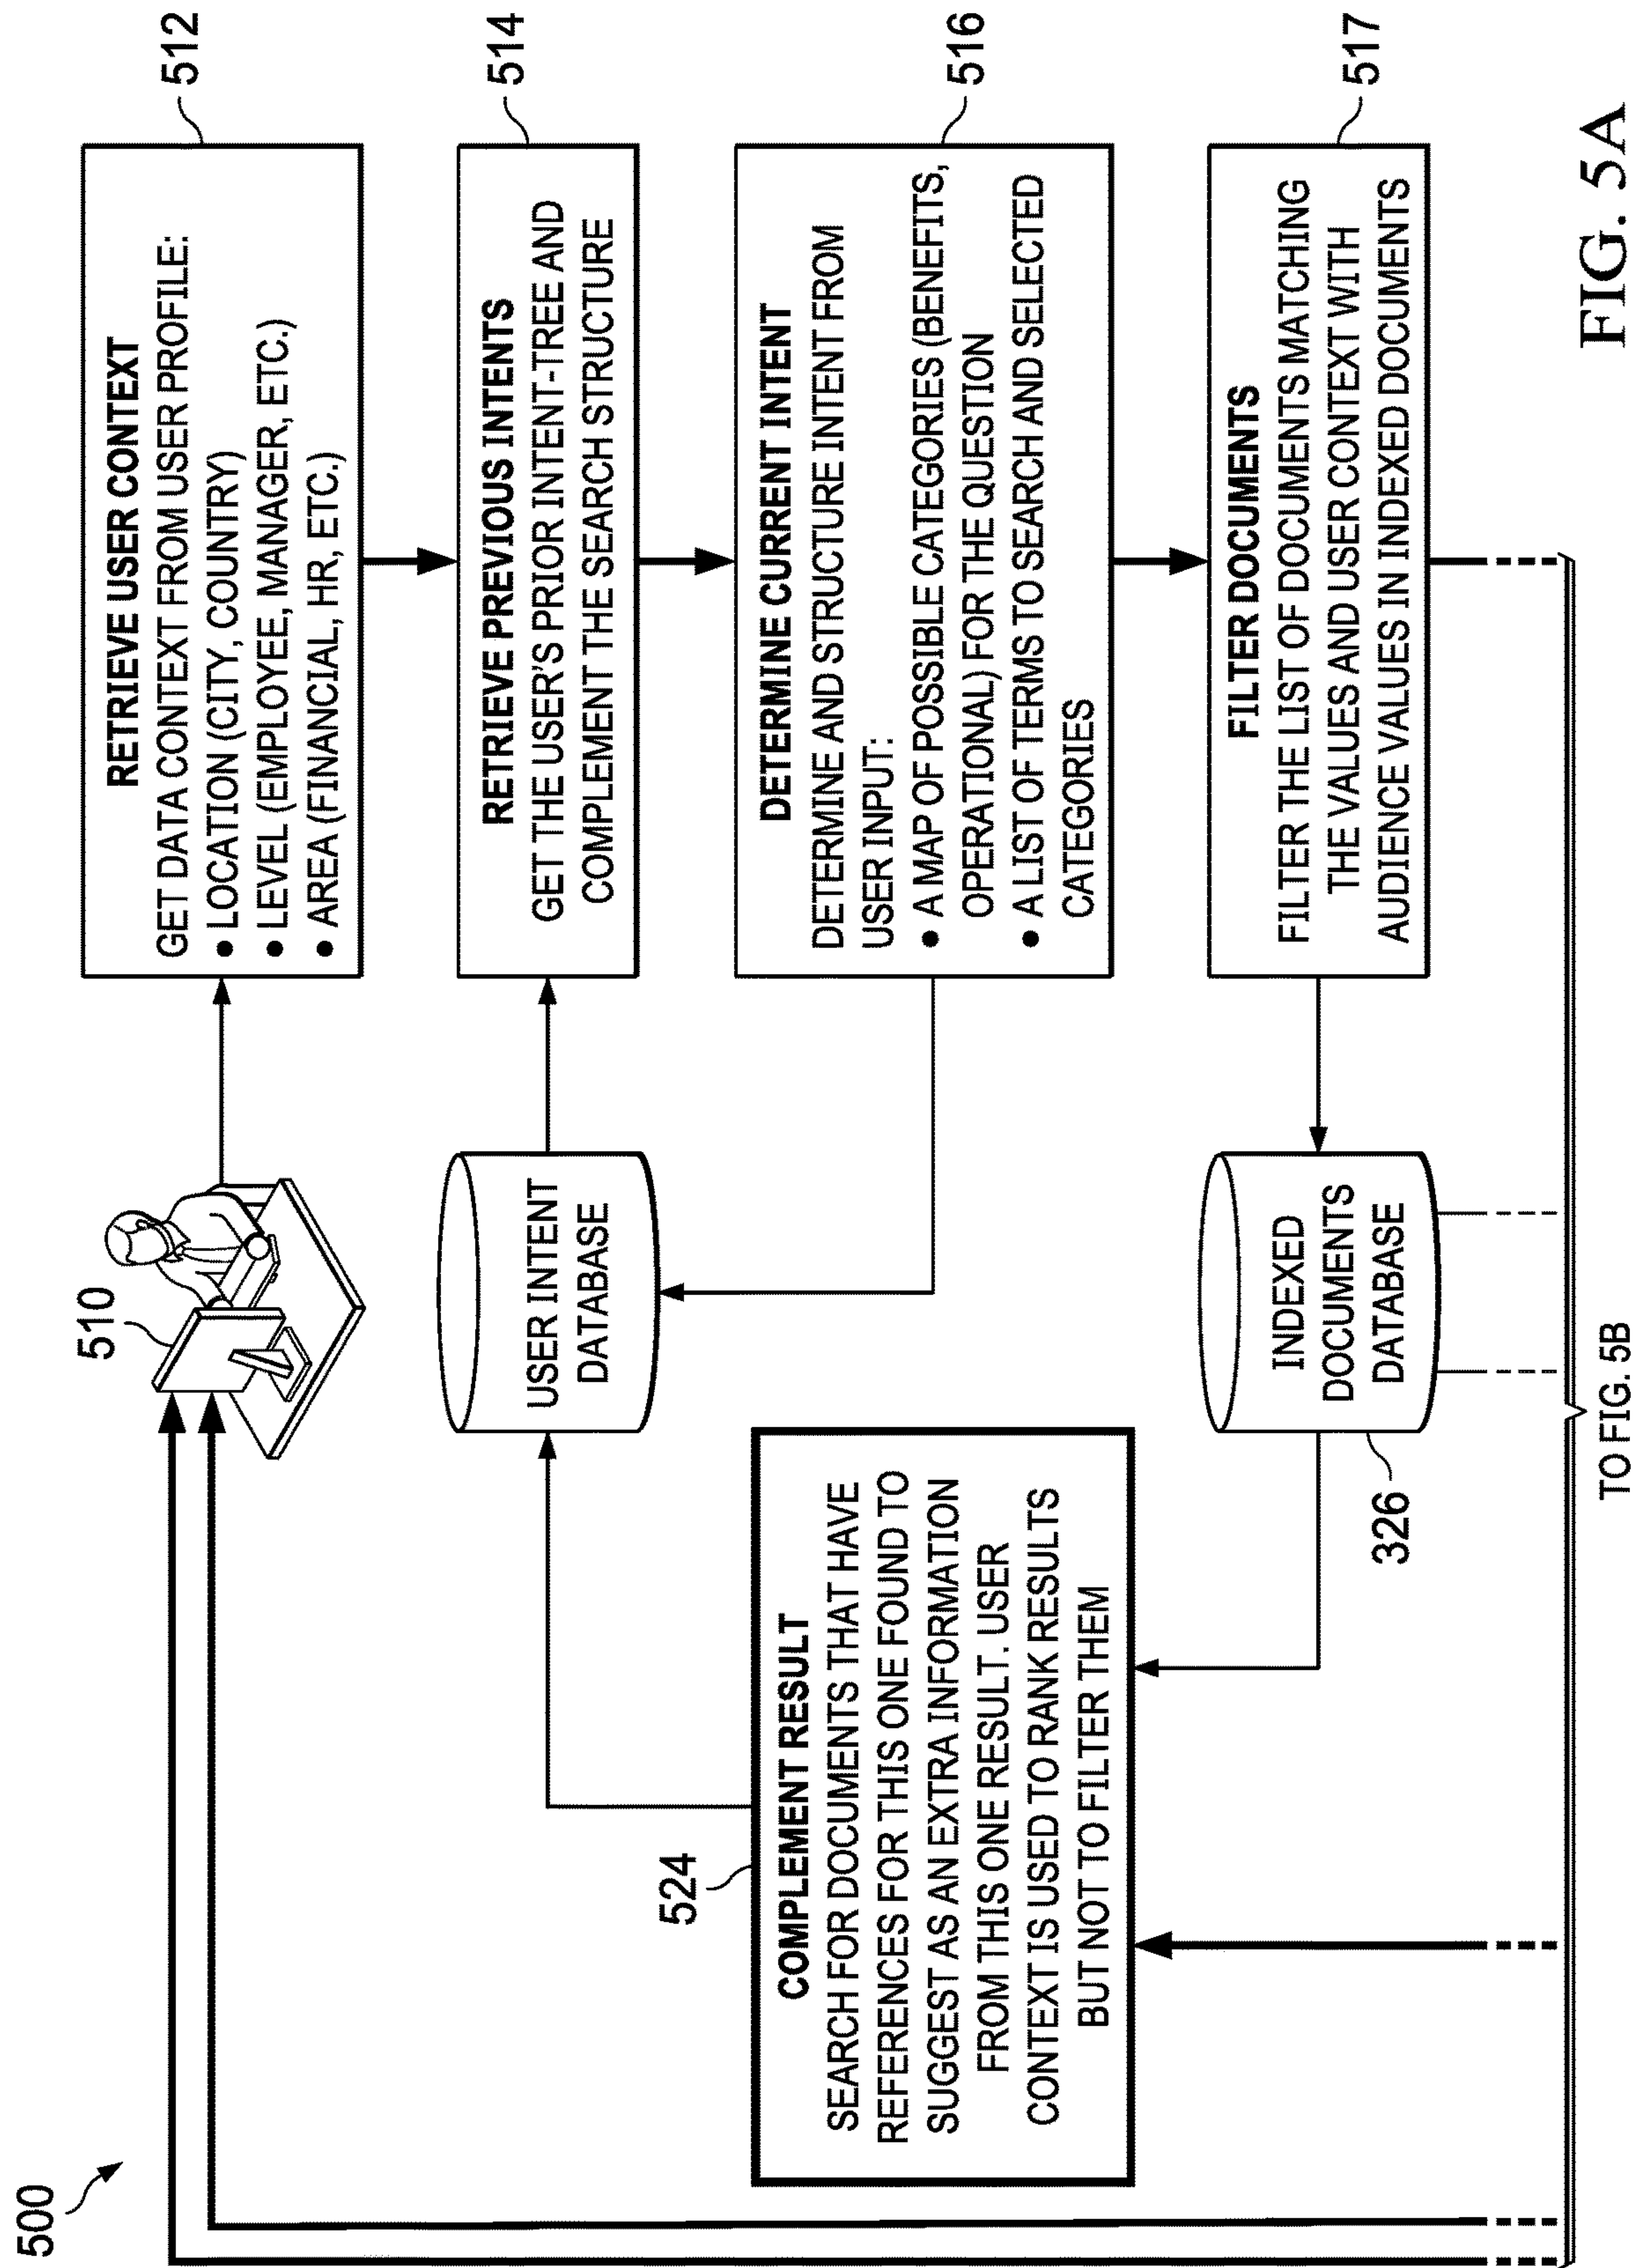 500
510
RETRIEVE USER CONTEXT
GET DATA CONTEXT FROM USER PROFILE:
● LOCATION (CITY, COUNTRY)
● LEVEL (EMPLOYEE, MANAGER, ETC.)
● AREA (FINANCIAL, HR, ETC.)
512
USER INTENT
DATABASE
RETRIEVE PREVIOUS INTENTS
GET THE USER'S PRIOR INTENT-TREE AND
COMPLEMENT THE SEARCH STRUCTURE
514
524
COMPLEMENT RESULT
SEARCH FOR DOCUMENTS THAT HAVE
REFERENCES FOR THIS ONE FOUND TO
SUGGEST AS AN EXTRA INFORMATION
FROM THIS ONE RESULT. USER
CONTEXT IS USED TO RANK RESULTS
BUT NOT TO FILTER THEM
DETERMINE CURRENT INTENT
DETERMINE AND STRUCTURE INTENT FROM
USER INPUT:
● A MAP OF POSSIBLE CATEGORIES (BENEFITS,
OPERATIONAL) FOR THE QUESTION
● A LIST OF TERMS TO SEARCH AND SELECTED
CATEGORIES
516
INDEXED
DOCUMENTS
DATABASE
326
FILTER DOCUMENTS
FILTER THE LIST OF DOCUMENTS MATCHING
THE VALUES AND USER CONTEXT WITH
AUDIENCE VALUES IN INDEXED DOCUMENTS
517
TO FIG. 5B
FIG. 5A